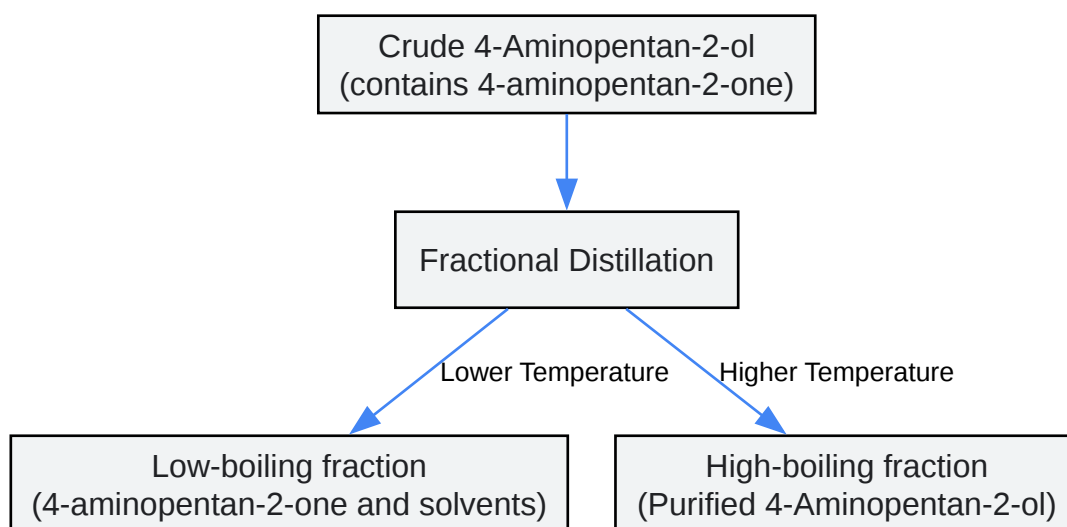 Crude 4-Aminopentan-2-ol
(contains 4-aminopentan-2-one)
Fractional Distillation
Lower Temperature
Higher Temperature
Low-boiling fraction
(4-aminopentan-2-one and solvents)
High-boiling fraction
(Purified 4-Aminopentan-2-ol)